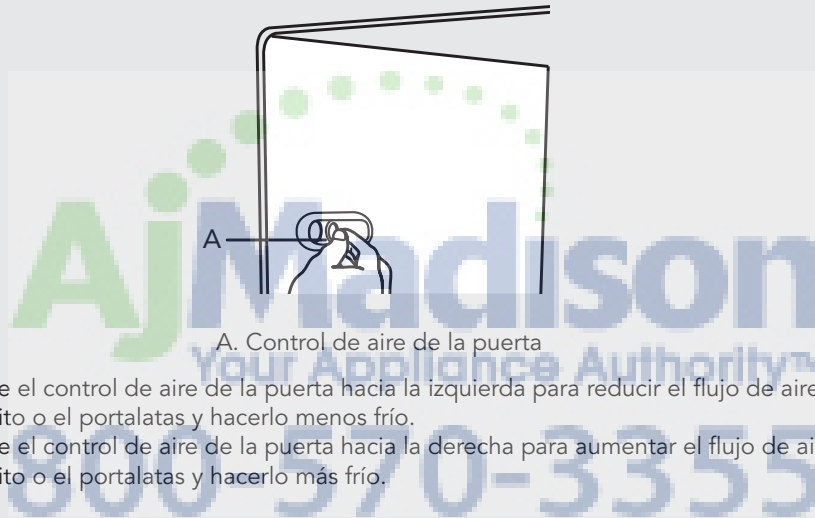 A
A. Control de aire de la puerta
e el control de aire de la puerta hacia la izquierda para reducir el flujo de aire
ito o el portalatas y hacerlo menos frío.
e el control de aire de la puerta hacia la derecha para aumentar el flujo de ai
ito o el portalatas y hacerlo más frío.
AjMadison
Your Appliance Authority™
800-570-3355